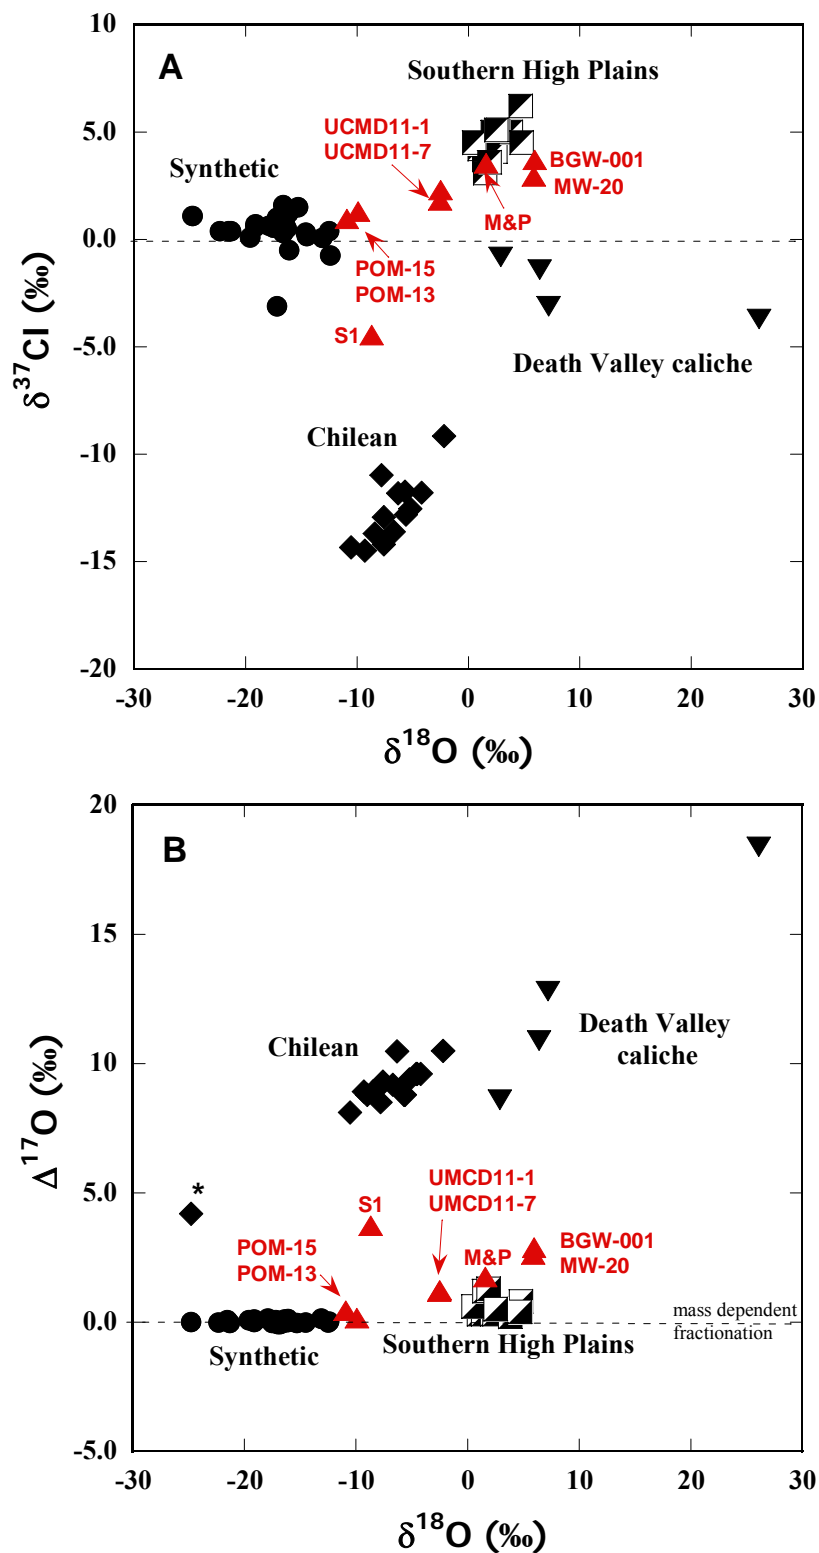 10
A
Southern High Plains
5.0
UCMD11-1
UCMD11-7
BGW-001
MW-20
Synthetic
M&P
0.0
POM-15
POM-13
S1
-5.0
Death Valley caliche
δ37Cl (‰)
Chilean
-10
-15
-20
-30 -20 -10 0 10 20 30
δ18O (‰)
20
B
15
Death Valley
caliche
Chilean
10
Δ17O (‰)
*
5.0
UMCD11-1
UMCD11-7
S1
POM-15
POM-13
M&P
BGW-001
MW-20
0.0
mass dependent
fractionation
Synthetic
Southern High Plains
-5.0
-30 -20 -10 0 10 20 30
δ18O (‰)